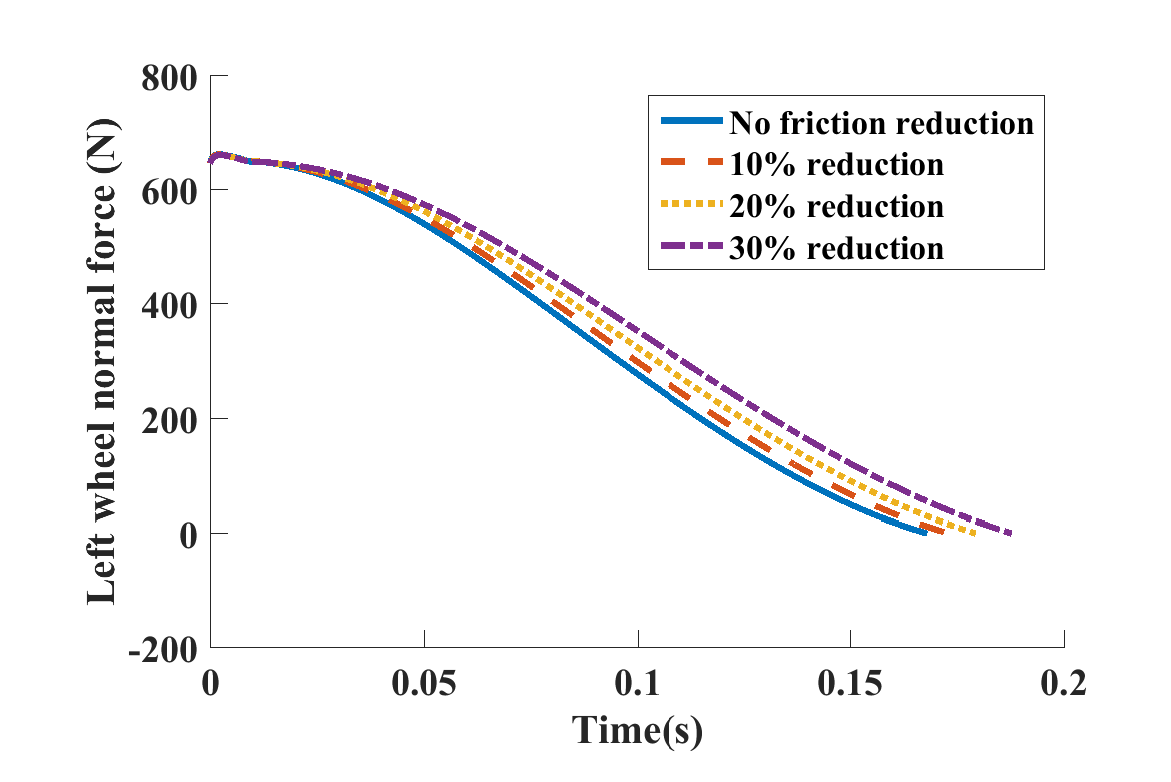 800
600
400
200
0
-200
0
0.05
0.1
0.15
0.2
Left wheel normal force (N)
Time(s)
No friction reduction
10% reduction
20% reduction
30% reduction